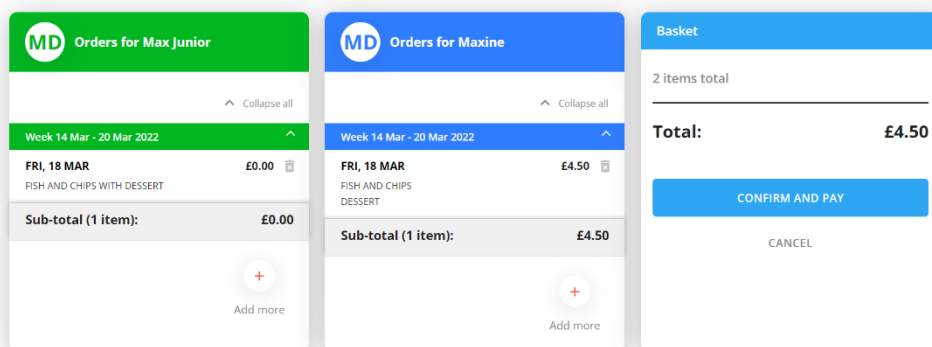 MD Orders for Max Junior
Collapse all
Week 14 Mar - 20 Mar 2022
FRI, 18 MAR £0.00
FISH AND CHIPS WITH DESSERT
Sub-total (1 item): £0.00
+
Add more
MD Orders for Maxine
Collapse all
Week 14 Mar - 20 Mar 2022
FRI, 18 MAR £4.50
FISH AND CHIPS
DESSERT
Sub-total (1 item): £4.50
+
Add more
Basket
2 items total
Total: £4.50
CONFIRM AND PAY
CANCEL